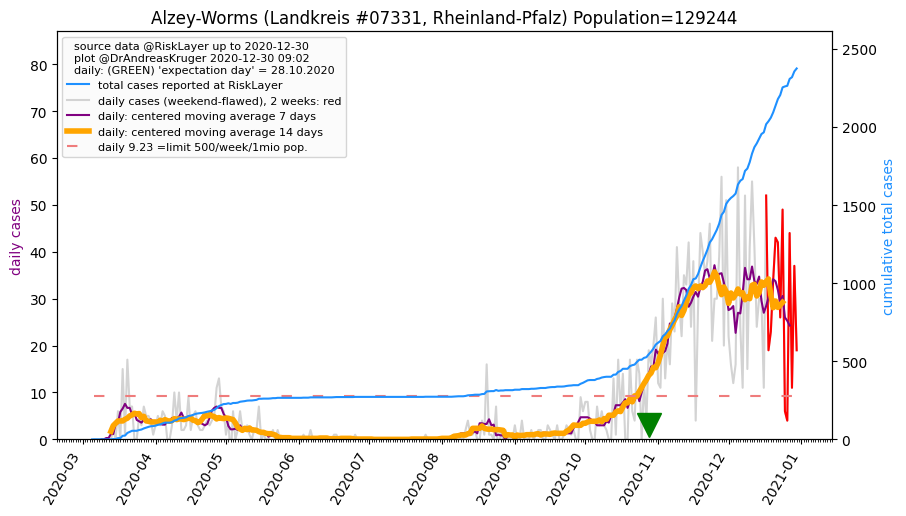 Alzey-Worms (Landkreis #07331, Rheinland-Pfalz) Population=129244
source data @RiskLayer up to 2020-12-30
plot @DrAndreasKruger 2020-12-30 09:02
daily: (GREEN) 'expectation day' = 28.10.2020
total cases reported at RiskLayer
daily cases (weekend-flawed), 2 weeks: red
daily: centered moving average 7 days
daily: centered moving average 14 days
daily 9.23 =limit 500/week/1mio pop.
daily cases
80
70
60
50
40
30
20
10
0
cumulative total cases
2500
2000
1500
1000
500
0
2020-03
2020-04
2020-05
2020-06
2020-07
2020-08
2020-09
2020-10
2020-11
2020-12
2021-01